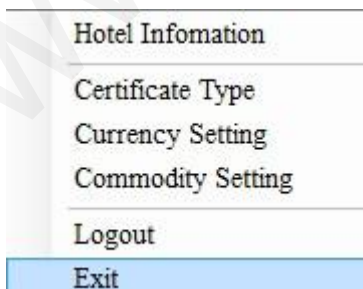 Hotel Infomation
Certificate Type
Currency Setting
Commodity Setting
Logout
Exit